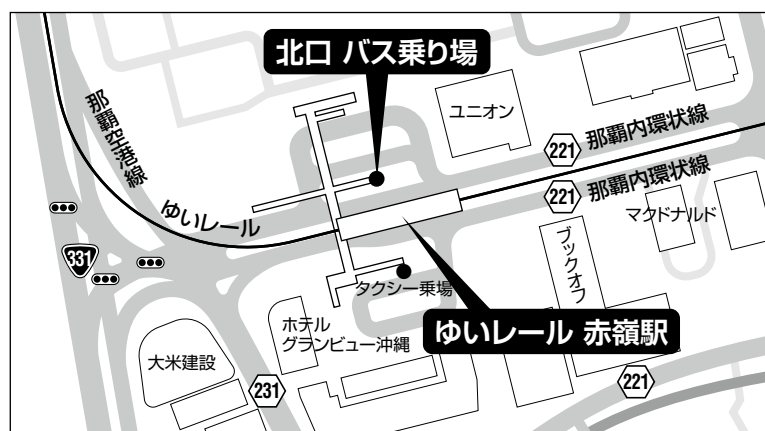 北口 バス乗り場
ユニオン
那覇空港線
221
那覇内環状線
221
那覇内環状線
ゆいレール
マクドナルド
331
ブックオフ
タクシー乗場
ホテル
グランビュー沖縄
ゆいレール 赤嶺駅
大米建設
231
221